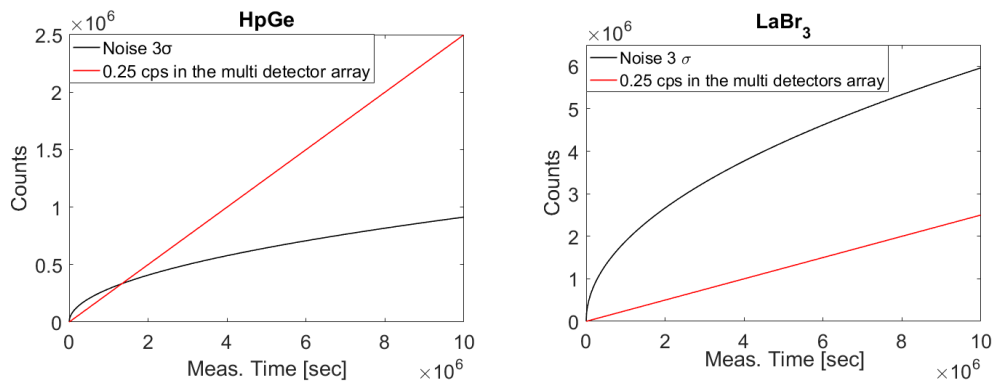 HpGe
×10⁶
Noise 3σ
0.25 cps in the multi detector array
2.5
2
1.5
1
0.5
0
Counts
0 2 4 6 8 10
Meas. Time [sec]
×10⁶
LaBr₃
×10⁶
Noise 3 σ
0.25 cps in the multi detectors array
6
5
4
3
2
1
0
Counts
0 2 4 6 8 10
Meas. Time [sec]
×10⁶